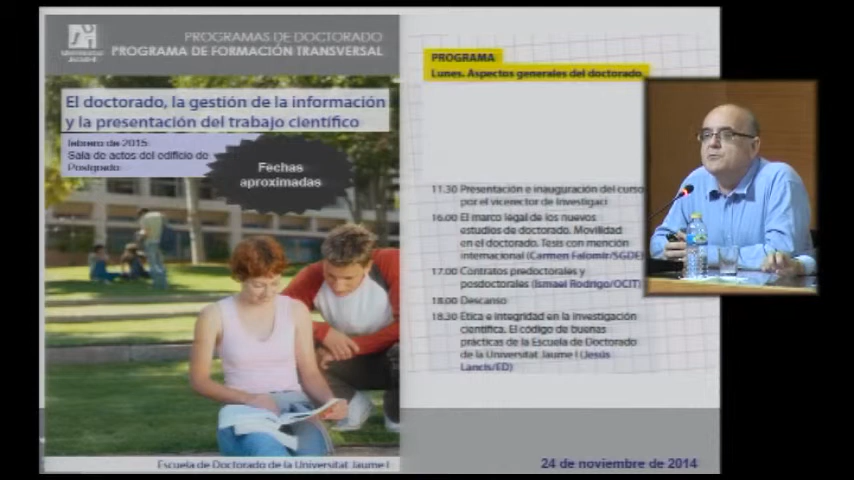 UNIVERSITAT
JAUME·I
PROGRAMAS DE DOCTORADO
PROGRAMA DE FORMACIÓN TRANSVERSAL
El doctorado, la gestión de la información
y la presentación del trabajo científico
febrero de 2015:
Sala de actos del edificio de
Postgrado
Fechas
aproximadas
Escuela de Doctorado de la Universitat Jaume I
PROGRAMA
Lunes. Aspectos generales del doctorado
11.30 Presentación e inauguración del curso
por el vicerector de Investigaci
16.00 El marco legal de los nuevos
estudios de doctorado. Movilidad
en el doctorado. Tesis con mención
internacional (Carmen Falomir/SGDE)
17.00 Contratos predoctorales y
posdoctorales (Ismael Rodrigo/OCIT)
18.00 Descanso
18.30 Ética e integridad en la investigación
científica. El código de buenas
prácticas de la Escuela de Doctorado
de la Universitat Jaume I (Jesús
Lancis/ED)
24 de noviembre de 2014